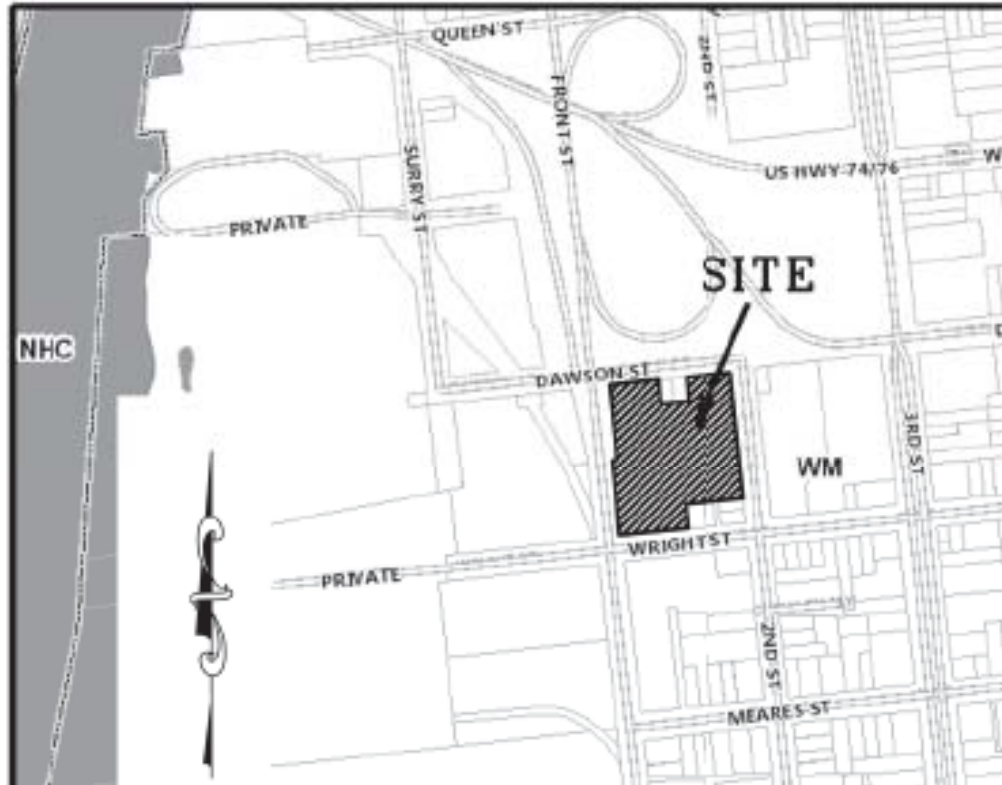 QUEEN ST
2ND ST
FRONT ST
SURRY ST
US HWY 74/76
W
PRIVATE
SITE
NHC
DAWSON ST
D
3RD ST
WM
WRIGHT ST
PRIVATE
2ND ST
MEARES ST